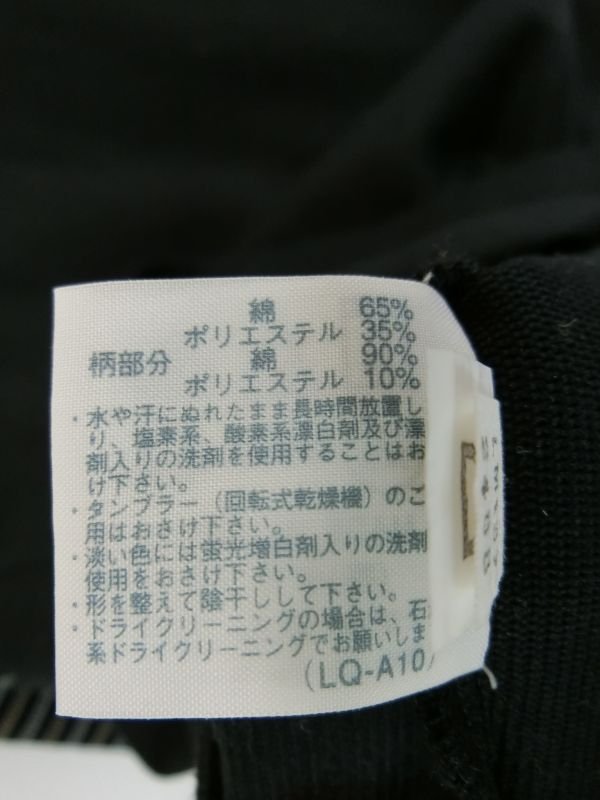 綿 65%
ポリエステル 35%
柄部分 綿 90%
ポリエステル 10%
・水や汗にぬれたまま長時間放置し
り、塩素系、酸素系漂白剤及び漂
剤入りの洗剤を使用することはお
け下さい。
・タンブラー（回転式乾燥機）のご
用はおさけ下さい。
・淡い色には蛍光増白剤入りの洗剤
使用をおさけ下さい。
・形を整えて陰干しして下さい。
・ドライクリーニングの場合は、石
系ドライクリーニングでお願いしま
(LQ-A10